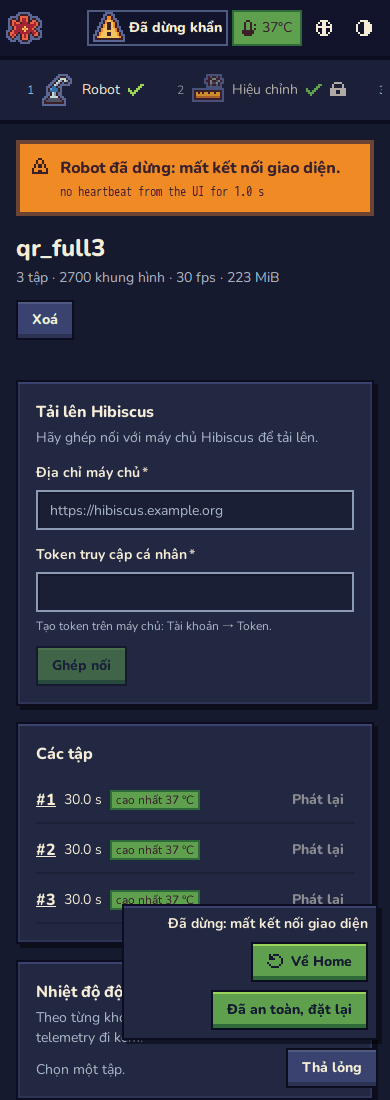 Đã dừng khẩn
37°C
1 Robot
2 Hiệu chỉnh
Robot đã dừng: mất kết nối giao diện.
no heartbeat from the UI for 1.0 s
qr_full3
3 tập · 2700 khung hình · 30 fps · 223 MiB
Xoá
Tải lên Hibiscus
Hãy ghép nối với máy chủ Hibiscus để tải lên.
Địa chỉ máy chủ*
https://hibiscus.example.org
Token truy cập cá nhân*
Tạo token trên máy chủ: Tài khoản → Token.
Ghép nối
Các tập
#1 30.0 s cao nhất 37 °C Phát lại
#2 30.0 s cao nhất 37 °C Phát lại
#3 30.0 s cao nhất 37 °C Phát lại
Đã dừng: mất kết nối giao diện
Về Home
Đã an toàn, đặt lại
Nhiệt độ độ
Theo từng
telemetry đi
Chọn một tập.
Thả lỏng